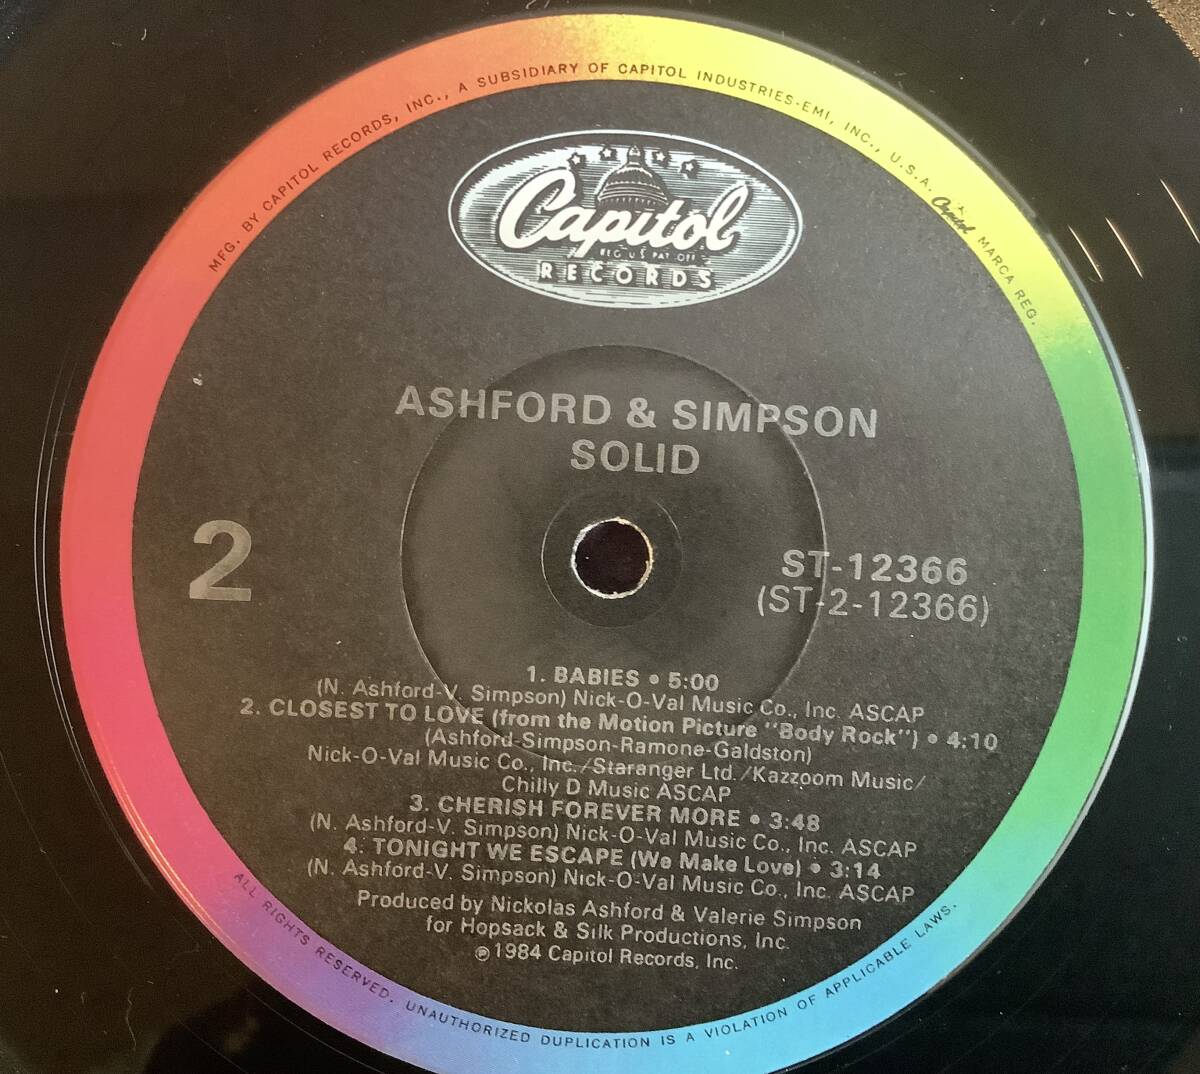 MFG. BY CAPITOL RECORDS, INC., A SUBSIDIARY OF CAPITOL INDUSTRIES-EMI, INC., U.S.A. Capitol MARCA REG.
Capitol
REG US PAT OFF
RECORDS
ASHFORD & SIMPSON
SOLID
2
ST-12366
(ST-2-12366)
1. BABIES • 5:00
(N. Ashford-V. Simpson) Nick-O-Val Music Co., Inc. ASCAP
2. CLOSEST TO LOVE (from the Motion Picture "Body Rock") • 4:10
(Ashford-Simpson-Ramone-Galdston)
Nick-O-Val Music Co., Inc./Staranger Ltd./Kazzoom Music/
Chilly D Music ASCAP
3. CHERISH FOREVER MORE • 3:48
(N. Ashford-V. Simpson) Nick-O-Val Music Co., Inc. ASCAP
4. TONIGHT WE ESCAPE (We Make Love) • 3:14
(N. Ashford-V. Simpson) Nick-O-Val Music Co., Inc. ASCAP
Produced by Nickolas Ashford & Valerie Simpson
for Hopsack & Silk Productions, Inc.
℗1984 Capitol Records, Inc.
ALL RIGHTS RESERVED. UNAUTHORIZED DUPLICATION IS A VIOLATION OF APPLICABLE LAWS.